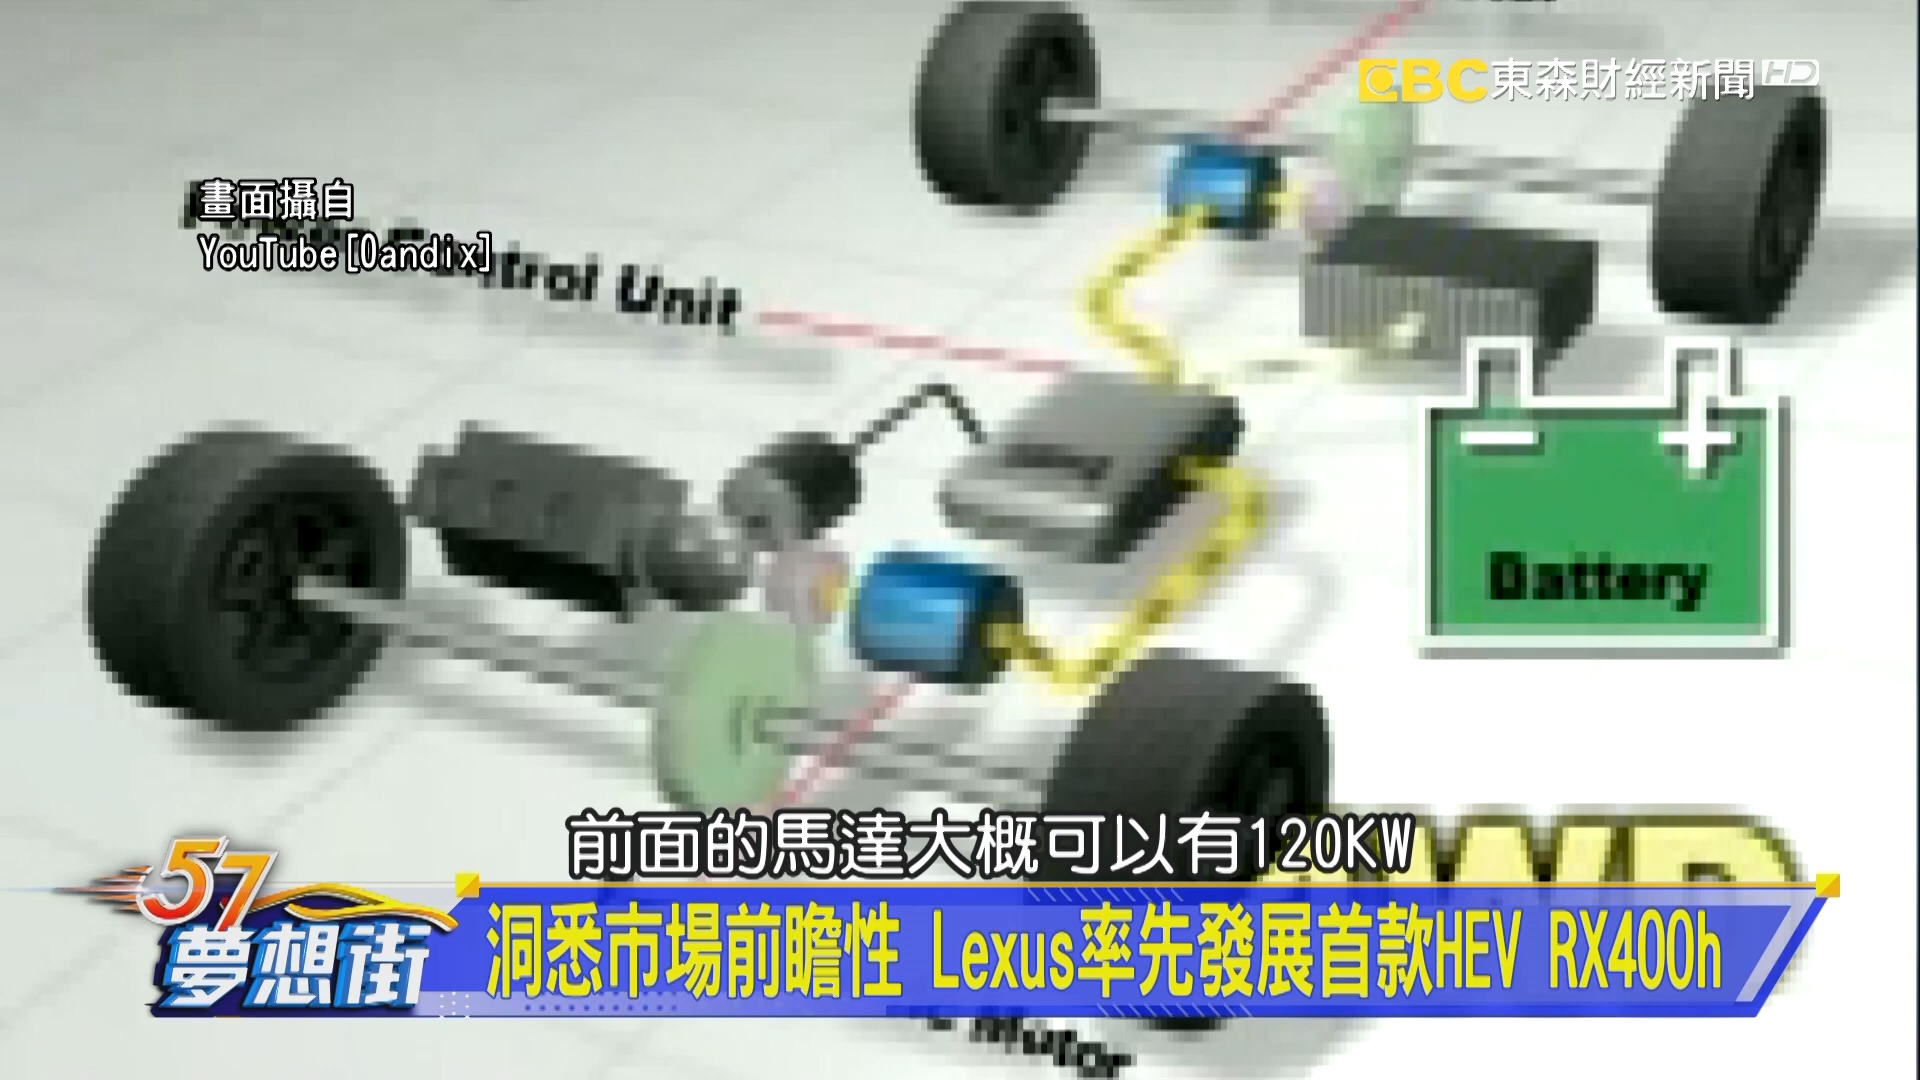 EBC東森財經新聞HD
畫面攝自
YouTube[Oandix]
Control Unit
Battery
前面的馬達大概可以有120KW
57
夢想街
洞悉市場前瞻性 Lexus率先發展首款HEV RX400h
Motor